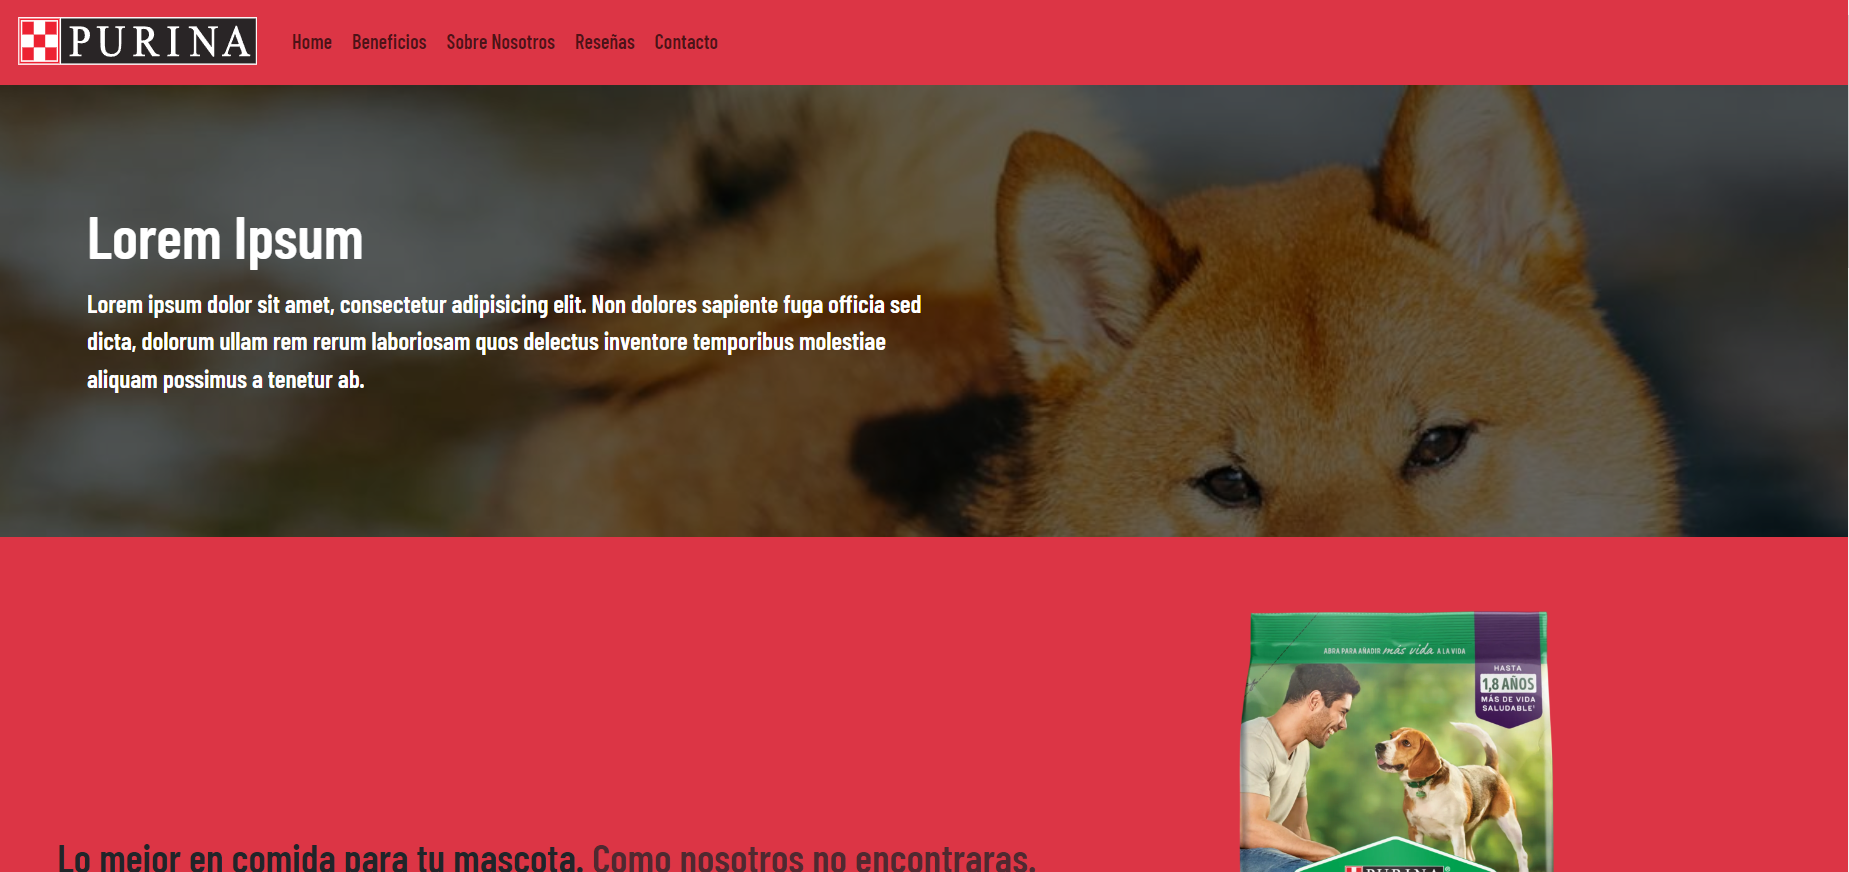 PURINA
Home Beneficios Sobre Nosotros Reseñas Contacto
Lorem Ipsum
Lorem ipsum dolor sit amet, consectetur adipisicing elit. Non dolores sapiente fuga officia sed
dicta, dolorum ullam rem rerum laboriosam quos delectus inventore temporibus molestiae
aliquam possimus a tenetur ab.
ABRA PARA AÑADIR más vida A LA VIDA
HASTA
1,8 AÑOS
MÁS DE VIDA
SALUDABLE
Lo mejor en comida para tu mascota. Como nosotros no encontraras.
PURINA